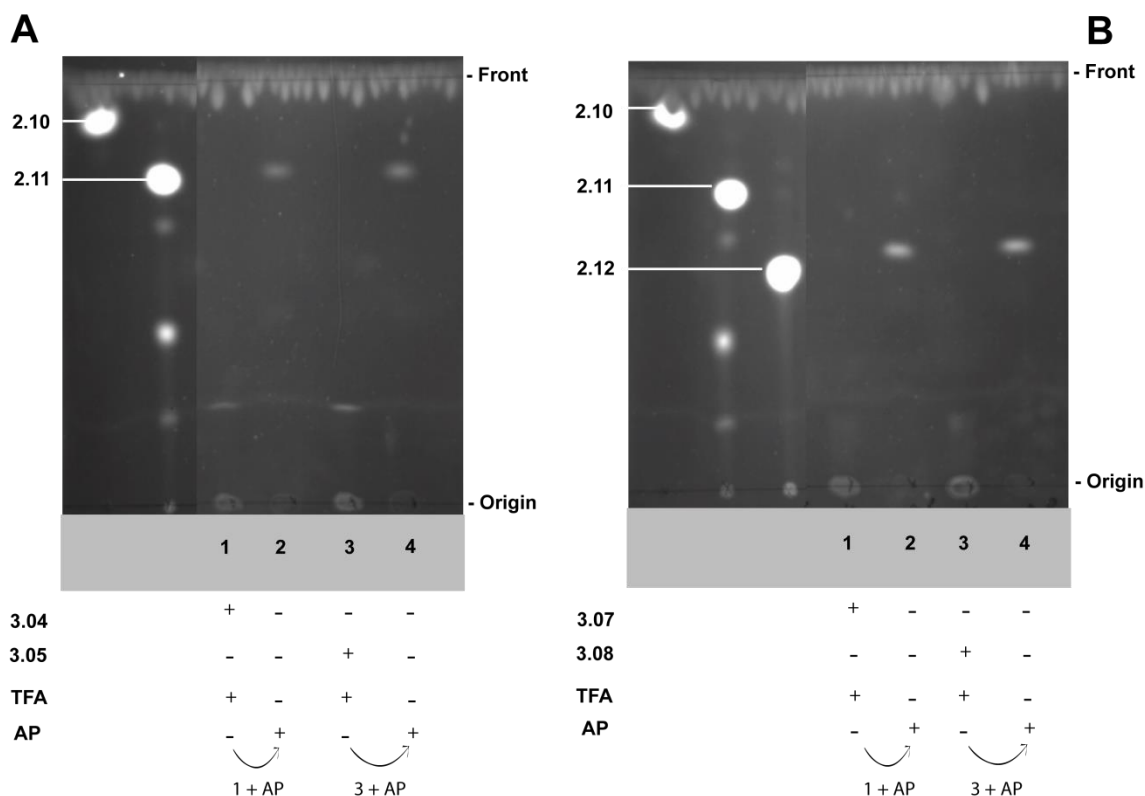 A
- Front
2.10
2.11
- Origin
1 2 3 4
3.04 + - - -
3.05 - - + -
TFA + - + -
AP - + - +
1 + AP 3 + AP
B
- Front
2.10
2.11
2.12
- Origin
1 2 3 4
3.07 + - - -
3.08 - - + -
TFA + - + -
AP - + - +
1 + AP 3 + AP